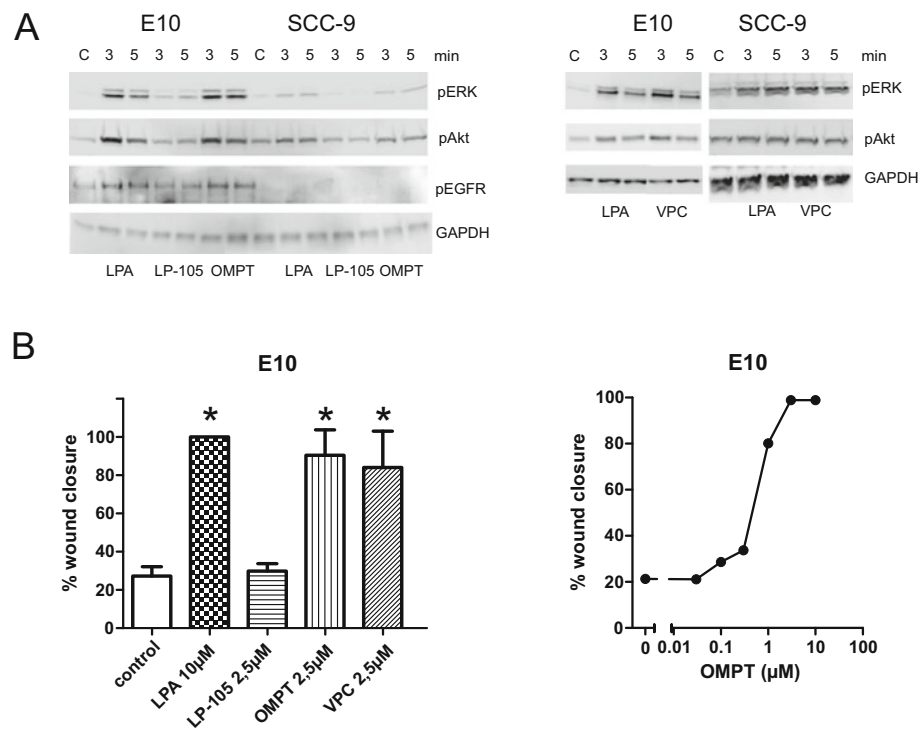 A
E10 SCC-9
C 3 5 3 5 3 5 C 3 5 3 5 3 5 min
pERK
pAkt
pEGFR
GAPDH
LPA LP-105 OMPT LPA LP-105 OMPT
E10 SCC-9
C 3 5 3 5 C 3 5 3 5 min
pERK
pAkt
GAPDH
LPA VPC LPA VPC
B
E10
% wound closure
100
80
60
40
20
0
control
LPA 10µM
LP-105 2,5µM
OMPT 2,5µM
VPC 2,5µM
* * *
E10
% wound closure
100
80
60
40
20
0
0 0.01 0.1 1 10 100
OMPT (µM)